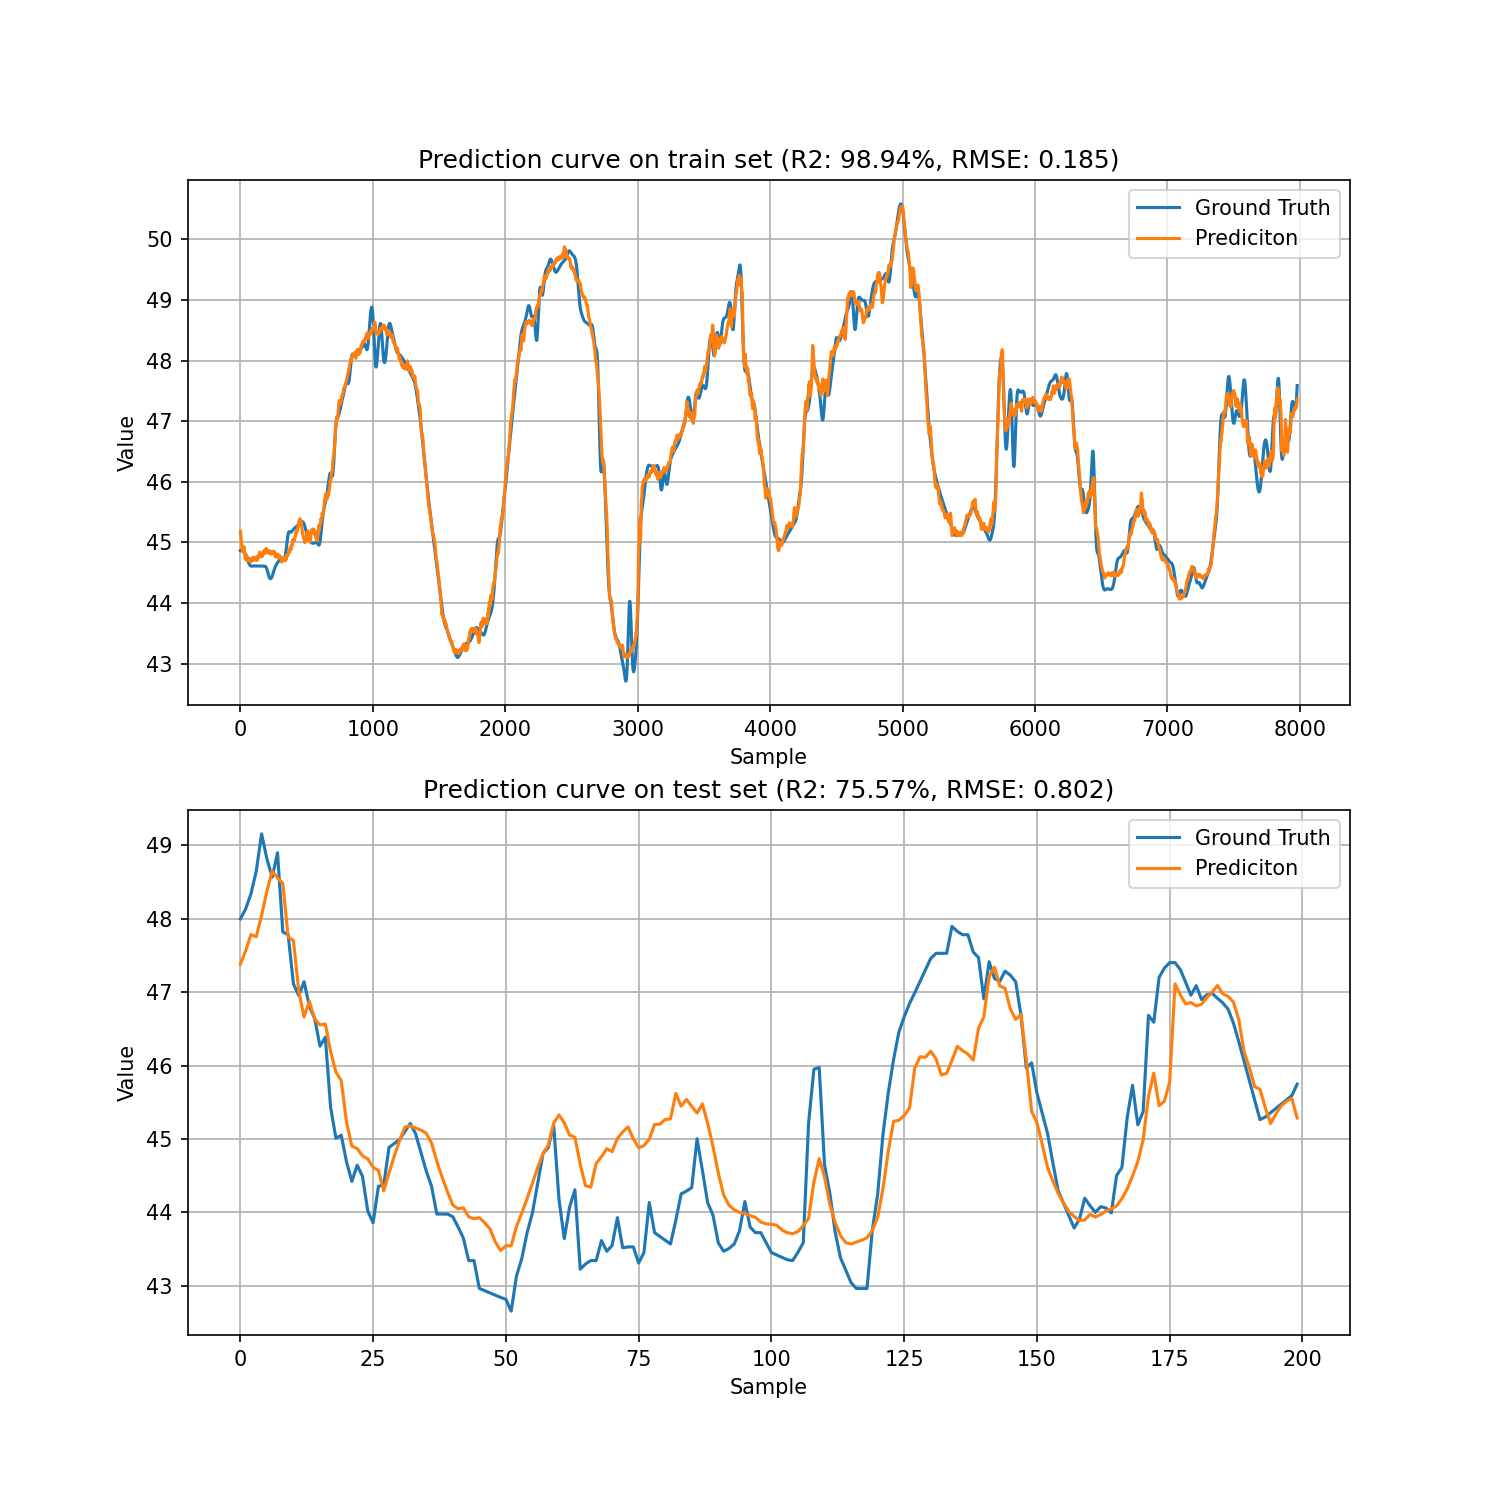 Prediction curve on train set (R2: 98.94%, RMSE: 0.185)
Ground Truth
Prediciton
Value
50
49
48
47
46
45
44
43
0 1000 2000 3000 4000 5000 6000 7000 8000
Sample
Prediction curve on test set (R2: 75.57%, RMSE: 0.802)
Ground Truth
Prediciton
Value
49
48
47
46
45
44
43
0 25 50 75 100 125 150 175 200
Sample